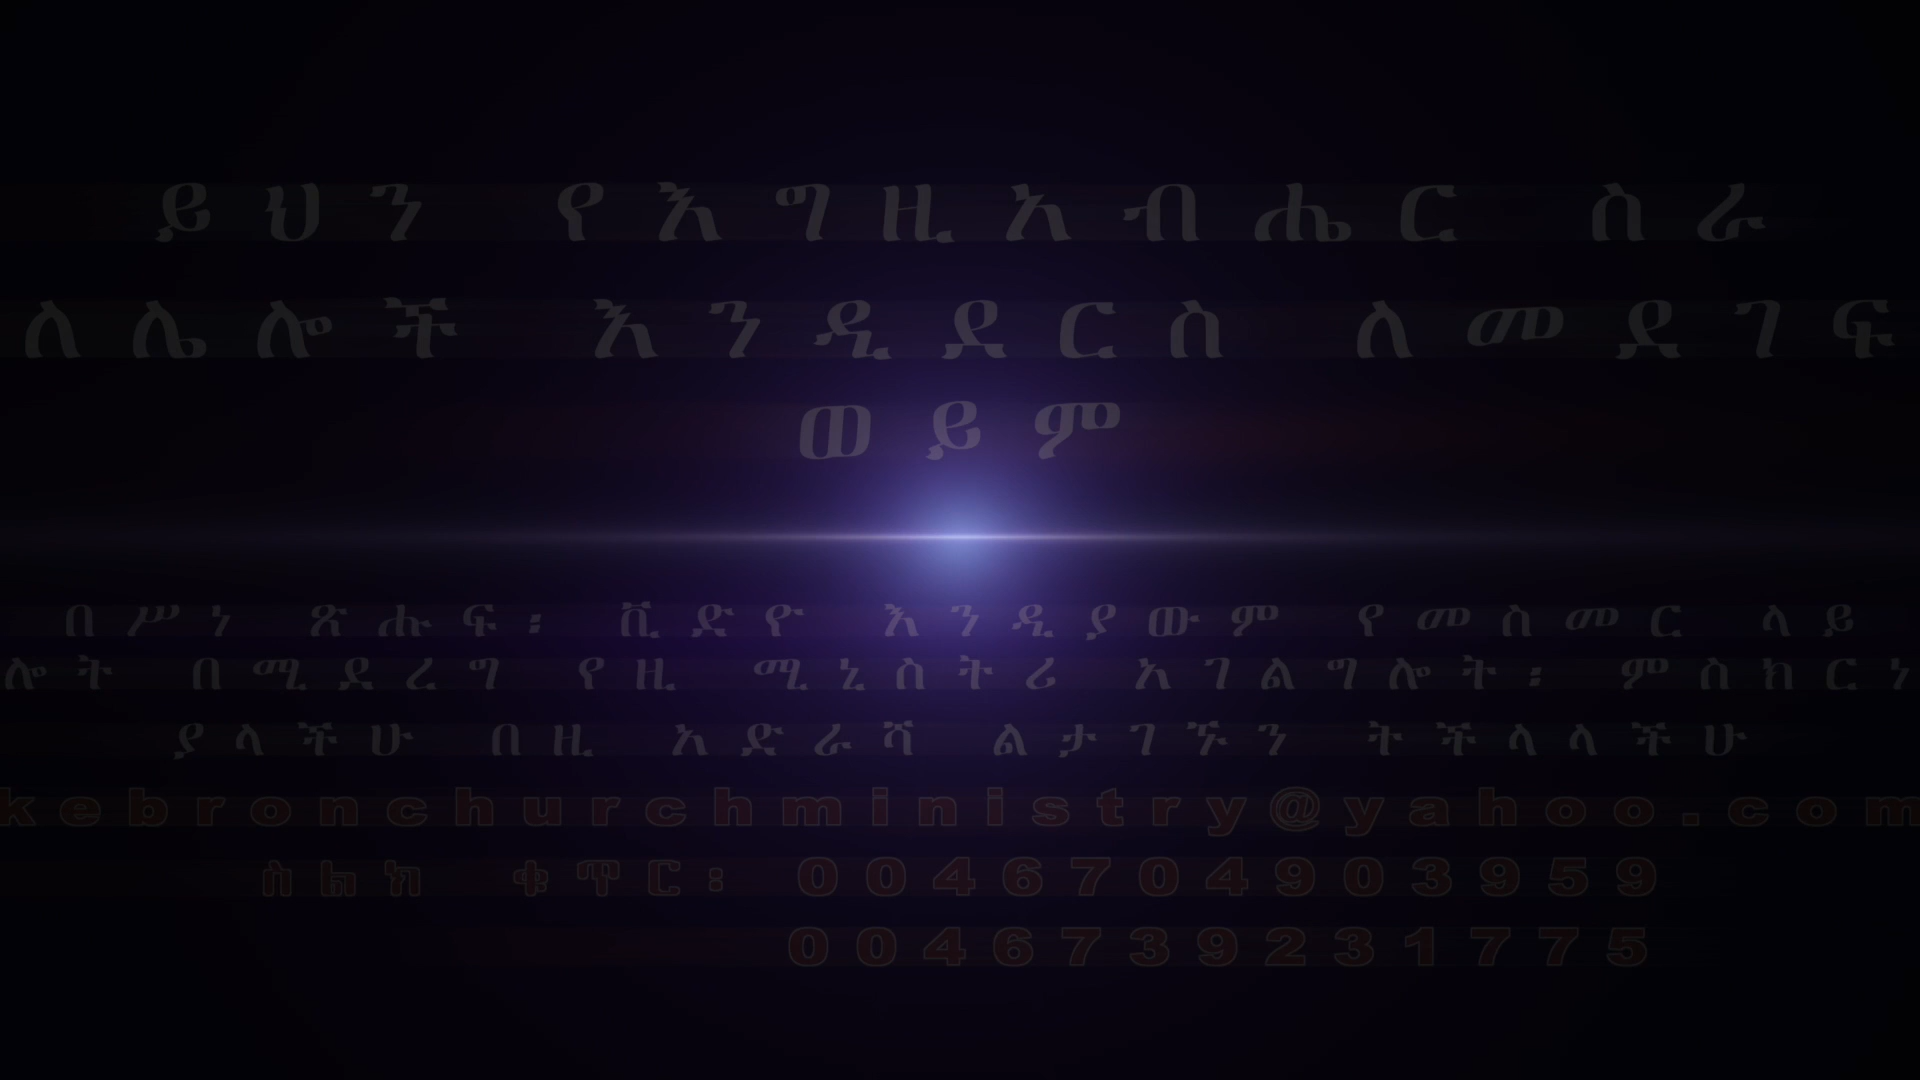 ይህን የእግዚአብሔር ስራ
ለሌሎች እንዲደርስ ለመደገፍ
ወይም
በሥነ ጽሑፍ፡ ቪድዮ እንዲያውም የመስመር ላይ
ሎት በሚደረግ የዚ ሚኒስትሪ አገልግሎት፡ ምስክርነ
ያላችሁ በዚ አድራሻ ልታገኙን ትችላላችሁ
kebronchurchministry@yahoo.com
ስልክ ቁጥር፡ 0046704903959
0046739231775